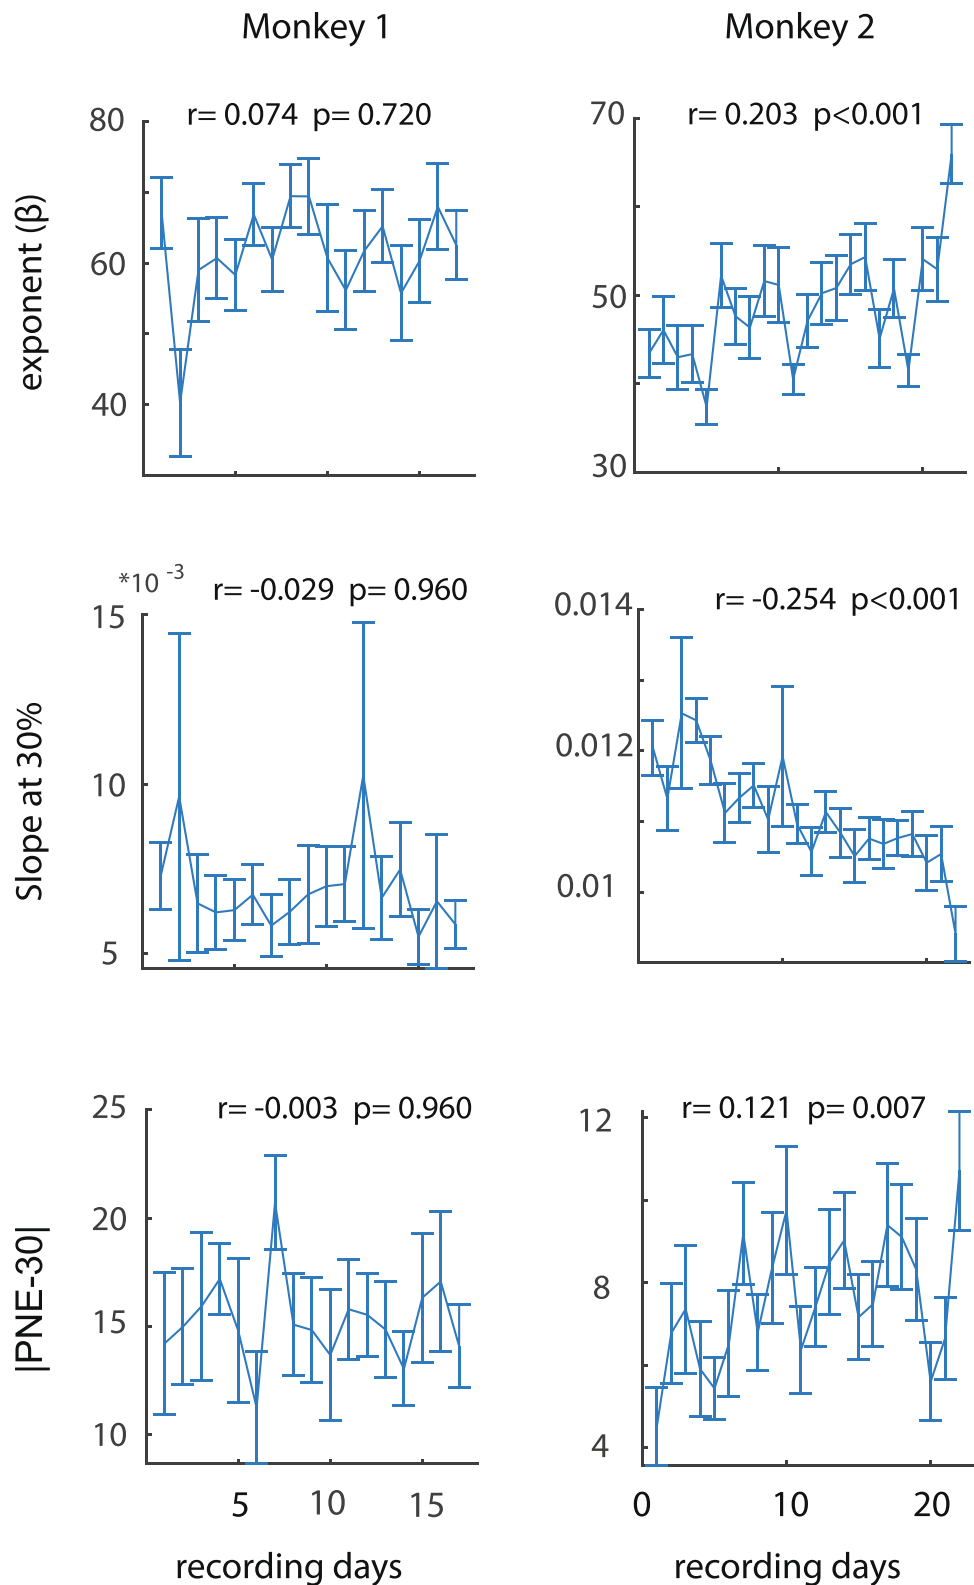 Monkey 1
Monkey 2
exponent (β)
r= 0.074 p= 0.720
80
60
40
r= 0.203 p<0.001
70
50
30
Slope at 30%
*10 -3
r= -0.029 p= 0.960
15
10
5
r= -0.254 p<0.001
0.014
0.012
0.01
|PNE-30|
r= -0.003 p= 0.960
25
20
15
10
5 10 15
recording days
r= 0.121 p= 0.007
12
8
4
0 10 20
recording days